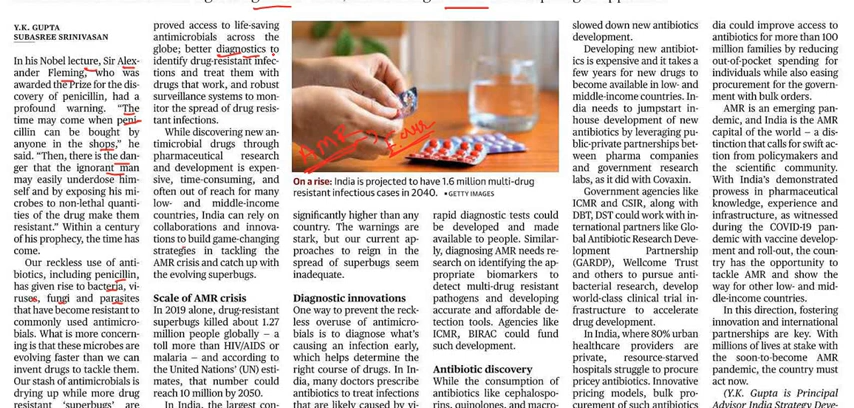 Y.K. GUPTA
SUBASREE SRINIVASAN
In his Nobel lecture, Sir Alex-
ander Fleming, who was
awarded the Prize for the dis-
covery of penicillin, had a
profound warning. “The
time may come when peni-
cillin can be bought by
anyone in the shops,” he
said. “Then, there is the dan-
ger that the ignorant man
may easily underdose him-
self and by exposing his mi-
crobes to non-lethal quanti-
ties of the drug make them
resistant.” Within a century
of his prophecy, the time has
come.
Our reckless use of anti-
biotics, including penicillin,
has given rise to bacteria, vi-
ruses, fungi and parasites
that have become resistant to
commonly used antimicro-
bials. What is more concern-
ing is that these microbes are
evolving faster than we can
invent drugs to tackle them.
Our stash of antimicrobials is
drying up while more drug
resistant ‘superbugs’ are
proved access to life-saving
antimicrobials across the
globe; better diagnostics to
identify drug-resistant infec-
tions and treat them with
drugs that work, and robust
surveillance systems to mon-
itor the spread of drug resis-
tant infections.
While discovering new an-
timicrobial drugs through
pharmaceutical research
and development is expen-
sive, time-consuming, and
often out of reach for many
low- and middle-income
countries, India can rely on
collaborations and innova-
tions to build game-changing
strategies in tackling the
AMR crisis and catch up with
the evolving superbugs.
Scale of AMR crisis
In 2019 alone, drug-resistant
superbugs killed about 1.27
million people globally – a
toll more than HIV/AIDS or
malaria – and according to
the United Nations’ (UN) esti-
mates, that number could
reach 10 million by 2050.
In India, the largest con-
AMR
On a rise: India is projected to have 1.6 million multi-drug
resistant infectious cases in 2040. •GETTY IMAGES
significantly higher than any
country. The warnings are
stark, but our current ap-
proaches to reign in the
spread of superbugs seem
inadequate.
Diagnostic innovations
One way to prevent the reck-
less overuse of antimicro-
bials is to diagnose what’s
causing an infection early,
which helps determine the
right course of drugs. In In-
dia, many doctors prescribe
antibiotics to treat infections
that are likely caused by vi-
rapid diagnostic tests could
be developed and made
available to people. Similar-
ly, diagnosing AMR needs re-
search on identifying the ap-
propriate biomarkers to
detect multi-drug resistant
pathogens and developing
accurate and affordable de-
tection tools. Agencies like
ICMR, BIRAC could fund
such development.
Antibiotic discovery
While the consumption of
antibiotics like cephalospo-
rins, quinolones, and macro-
slowed down new antibiotics
development.
Developing new antibiot-
ics is expensive and it takes a
few years for new drugs to
become available in low- and
middle-income countries. In-
dia needs to jumpstart in-
house development of new
antibiotics by leveraging pu-
blic-private partnerships bet-
ween pharma companies
and government research
labs, as it did with Covaxin.
Government agencies like
ICMR and CSIR, along with
DBT, DST could work with in-
ternational partners like Glo-
bal Antibiotic Research Deve-
lopment Partnership
(GARDP), Wellcome Trust
and others to pursue anti-
bacterial research, develop
world-class clinical trial in-
frastructure to accelerate
drug development.
In India, where 80% urban
healthcare providers are
private, resource-starved
hospitals struggle to procure
pricey antibiotics. Innovative
pricing models, bulk pro-
curement of such antibiotics
dia could improve access to
antibiotics for more than 100
million families by reducing
out-of-pocket spending for
individuals while also easing
procurement for the govern-
ment with bulk orders.
AMR is an emerging pan-
demic, and India is the AMR
capital of the world – a dis-
tinction that calls for swift ac-
tion from policymakers and
the scientific community.
With India’s demonstrated
prowess in pharmaceutical
knowledge, experience and
infrastructure, as witnessed
during the COVID-19 pan-
demic with vaccine develop-
ment and roll-out, the coun-
try has the opportunity to
tackle AMR and show the
way for other low- and mid-
dle-income countries.
In this direction, fostering
innovation and international
partnerships are key. With
millions of lives at stake with
the soon-to-become AMR
pandemic, the country must
act now.
(Y.K. Gupta is Principal
Advisor India Strategy Deve-